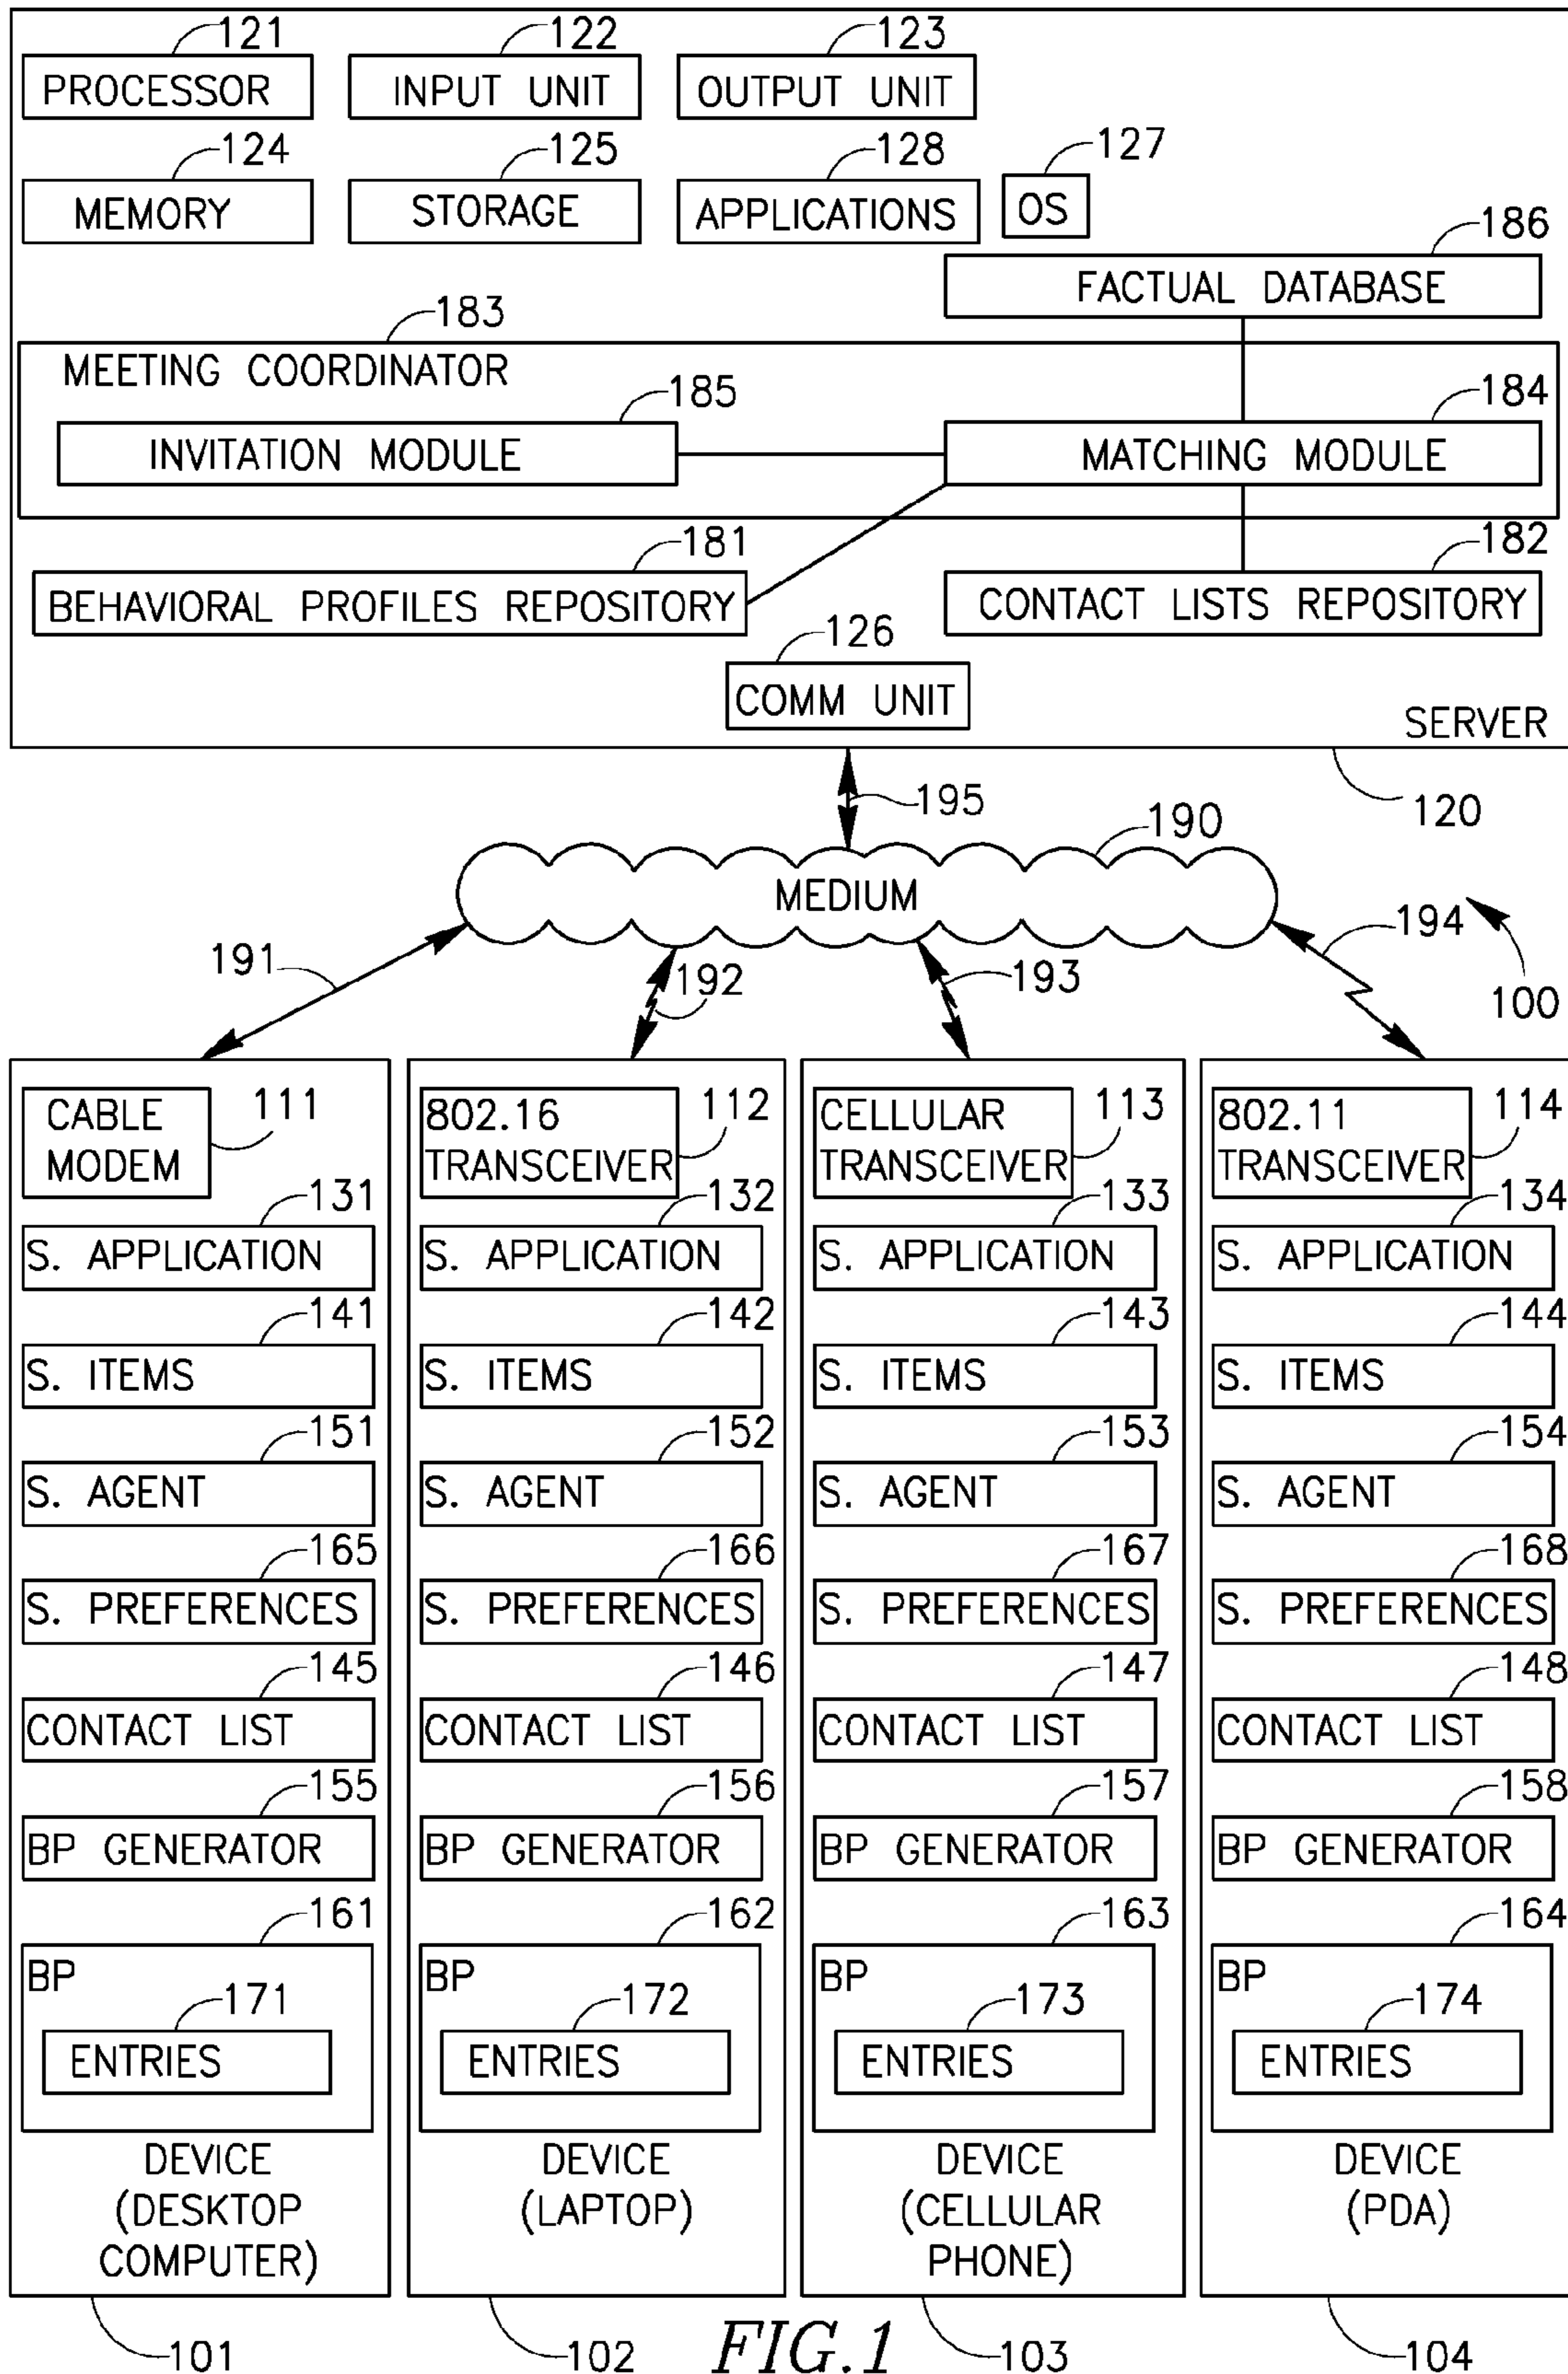 121 122 123
PROCESSOR INPUT UNIT OUTPUT UNIT
124 125 128 127
MEMORY STORAGE APPLICATIONS OS
186
FACTUAL DATABASE
183
MEETING COORDINATOR
185 184
INVITATION MODULE MATCHING MODULE
181 182
BEHAVIORAL PROFILES REPOSITORY CONTACT LISTS REPOSITORY
126
COMM UNIT
SERVER
195 120
190
MEDIUM
191 192 193 194
100
CABLE 111 802.16 112 CELLULAR 113 802.11 114
MODEM TRANSCEIVER TRANSCEIVER TRANSCEIVER
131 132 133 134
S. APPLICATION S. APPLICATION S. APPLICATION S. APPLICATION
141 142 143 144
S. ITEMS S. ITEMS S. ITEMS S. ITEMS
151 152 153 154
S. AGENT S. AGENT S. AGENT S. AGENT
165 166 167 168
S. PREFERENCES S. PREFERENCES S. PREFERENCES S. PREFERENCES
145 146 147 148
CONTACT LIST CONTACT LIST CONTACT LIST CONTACT LIST
155 156 157 158
BP GENERATOR BP GENERATOR BP GENERATOR BP GENERATOR
161 162 163 164
BP BP BP BP
171 172 173 174
ENTRIES ENTRIES ENTRIES ENTRIES
DEVICE DEVICE DEVICE DEVICE
(DESKTOP (LAPTOP) (CELLULAR (PDA)
COMPUTER) PHONE)
101 102 103 104
FIG.1